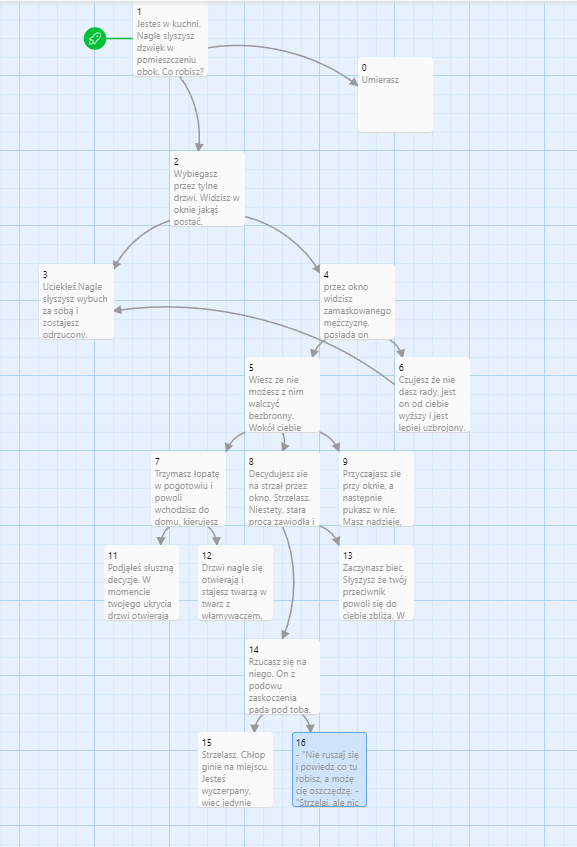 1
Jestes w kuchni.
Nagle slyszysz
dzwięk w
pomieszczeniu
obok. Co robisz?
0
Umierasz
2
Wybiegasz
przez tylne
drzwi. Widzisz w
oknie jakąś
postać.
3
Uciekłeś.Nagle
słyszysz wybuch
za sobą i
zostajesz
odrzucony.
4
przez okno
widzisz
zamaskowanego
mężczyznę.
posiada on
5
Wiesz ze nie
możesz z nim
walczyć
bezbronny.
Wokół ciebie
6
Czujesz że nie
dasz rady, jest
on od ciebie
wyższy i jest
lepiej uzbrojony.
7
Trzymasz łopatę
w pogotowiu i
powoli
wchodzisz do
domu, kierujesz
8
Decydujesz sie
na strzał przez
okno. Strzelasz.
Niestety, stara
proca zawiodła i
9
Przyczajasz sie
przy oknie, a
następnie
pukasz w nie.
Masz nadzieję,
11
Podjąłeś słuszną
decyzje. W
momencie
twojego ukrycia
drzwi otwierają
12
Drzwi nagle się
otwierają i
stajesz twarzą w
twarz z
włamywaczem.
13
Zaczynasz biec.
Słyszysz że twój
przeciwnik
powoli się do
ciebie zbliża. W
14
Rzucasz się na
niego. On z
podowu
zaskoczenia
pada pod toba.
15
Strzelasz. Chłop
ginie na miejscu.
Jesteś
wyczerpany,
więc jedynie
16
- "Nie ruszaj się
i powiedz co tu
robisz, a możę
cię oszczędzę. -
"Strzelaj, ale nic